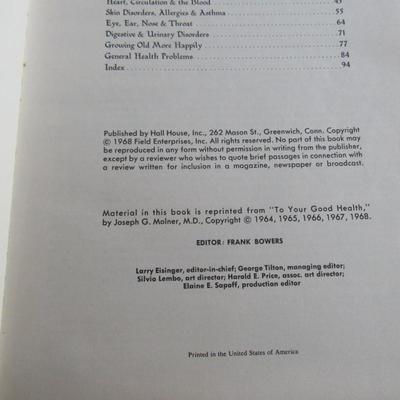 Heart, Circulation & the Blood 45
Skin Disorders, Allergies & Asthma 55
Eye, Ear, Nose & Throat 64
Digestive & Urinary Disorders 71
Growing Old More Happily 77
General Health Problems 84
Index 94
Published by Hall House, Inc., 262 Mason St., Greenwich, Conn. Copyright
© 1968 Field Enterprises, Inc. All rights reserved. No part of this book may
be reproduced in any form without permission in writing from the publisher,
except by a reviewer who wishes to quote brief passages in connection with
a review written for inclusion in a magazine, newspaper or broadcast.
Material in this book is reprinted from "To Your Good Health,"
by Joseph G. Molner, M.D., Copyright © 1964, 1965, 1966, 1967, 1968.
EDITOR: FRANK BOWERS
Larry Eisinger, editor-in-chief; George Tilton, managing editor;
Silvio Lembo, art director; Harold E. Price, assoc. art director;
Elaine E. Sapoff, production editor
Printed in the United States of America